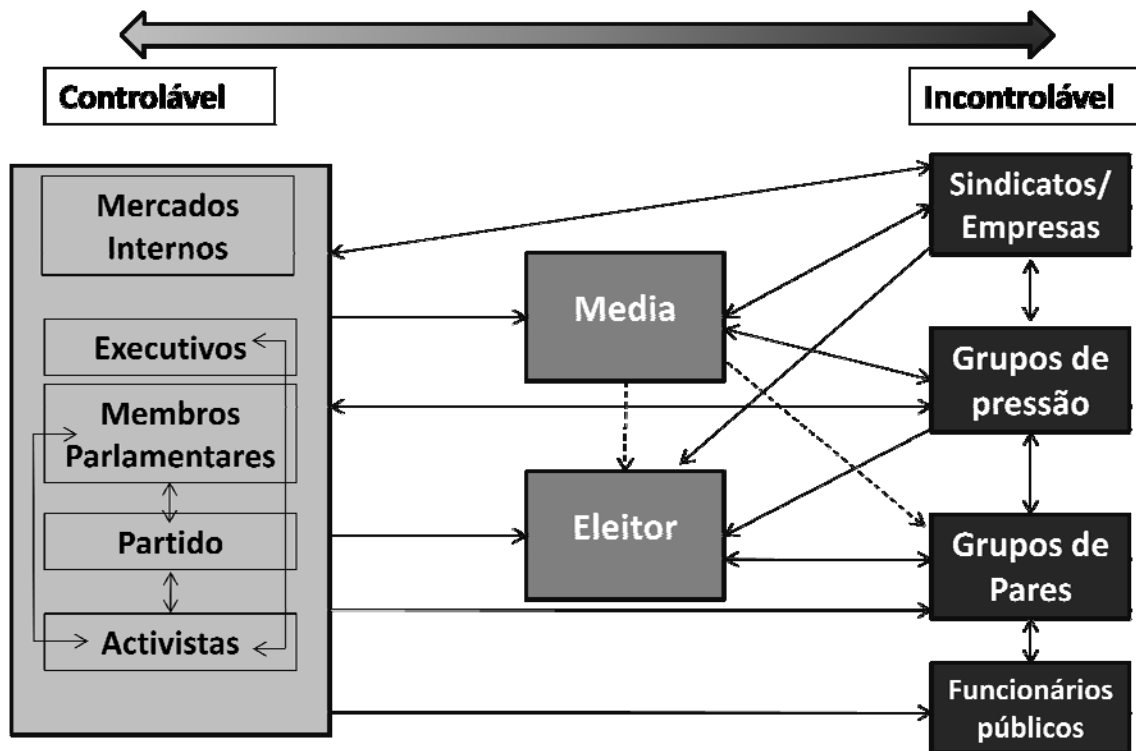 Controlável
Incontrolável
Mercados
Internos
Executivos
Membros
Parlamentares
Partido
Activistas
Media
Eleitor
Sindicatos/
Empresas
Grupos de
pressão
Grupos de
Pares
Funcionários
públicos